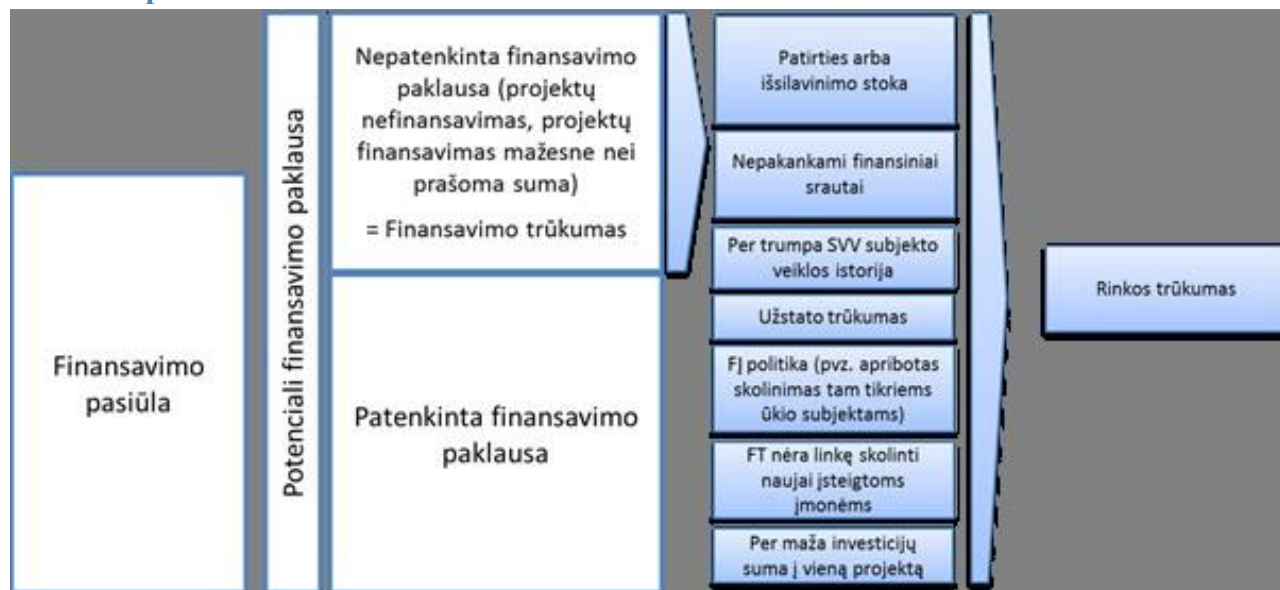 Finansavimo
pasiūla
Potenciali finansavimo paklausa
Nepatenkinta finansavimo
paklausa (projektų
nefinansavimas, projektų
finansavimas mažesne nei
prašoma suma)
= Finansavimo trūkumas
Patenkinta finansavimo
paklausa
Patirties arba
išsilavinimo stoka
Nepakankami finansiniai
srautai
Per trumpa SVV subjekto
veiklos istorija
Užstato trūkumas
FĮ politika (pvz. apribotas
skolinimas tam tikriems
ūkio subjektams)
FT nėra linkę skolinti
naujai įsteigtoms
įmonėms
Per maža investicijų
suma į vieną projektą
Rinkos trūkumas